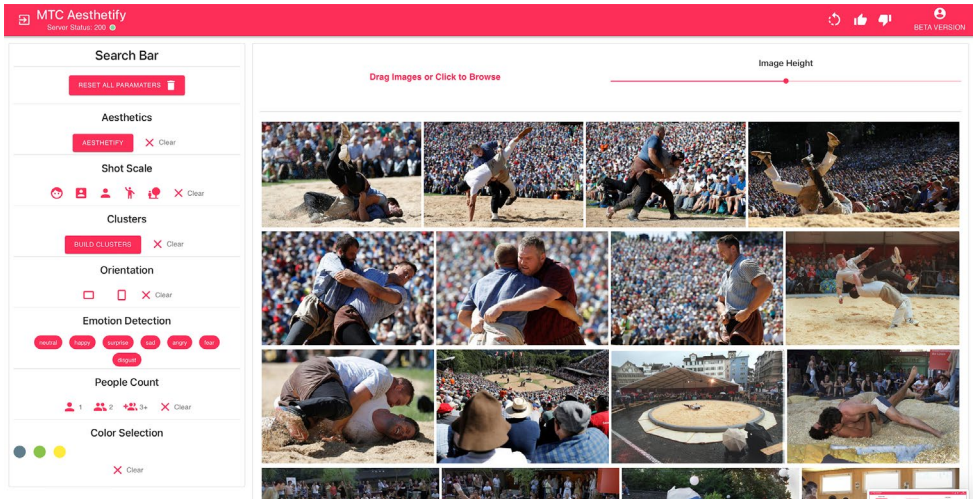 MTC Aesthetify
Server Status: 200
BETA VERSION
Search Bar
RESET ALL PARAMATERS
Aesthetics
AESTHETIFY Clear
Shot Scale
Clear
Clusters
BUILD CLUSTERS Clear
Orientation
Clear
Emotion Detection
neutral happy surprise sad angry fear
disgust
People Count
1 2 3+ Clear
Color Selection
Clear
Drag Images or Click to Browse
Image Height